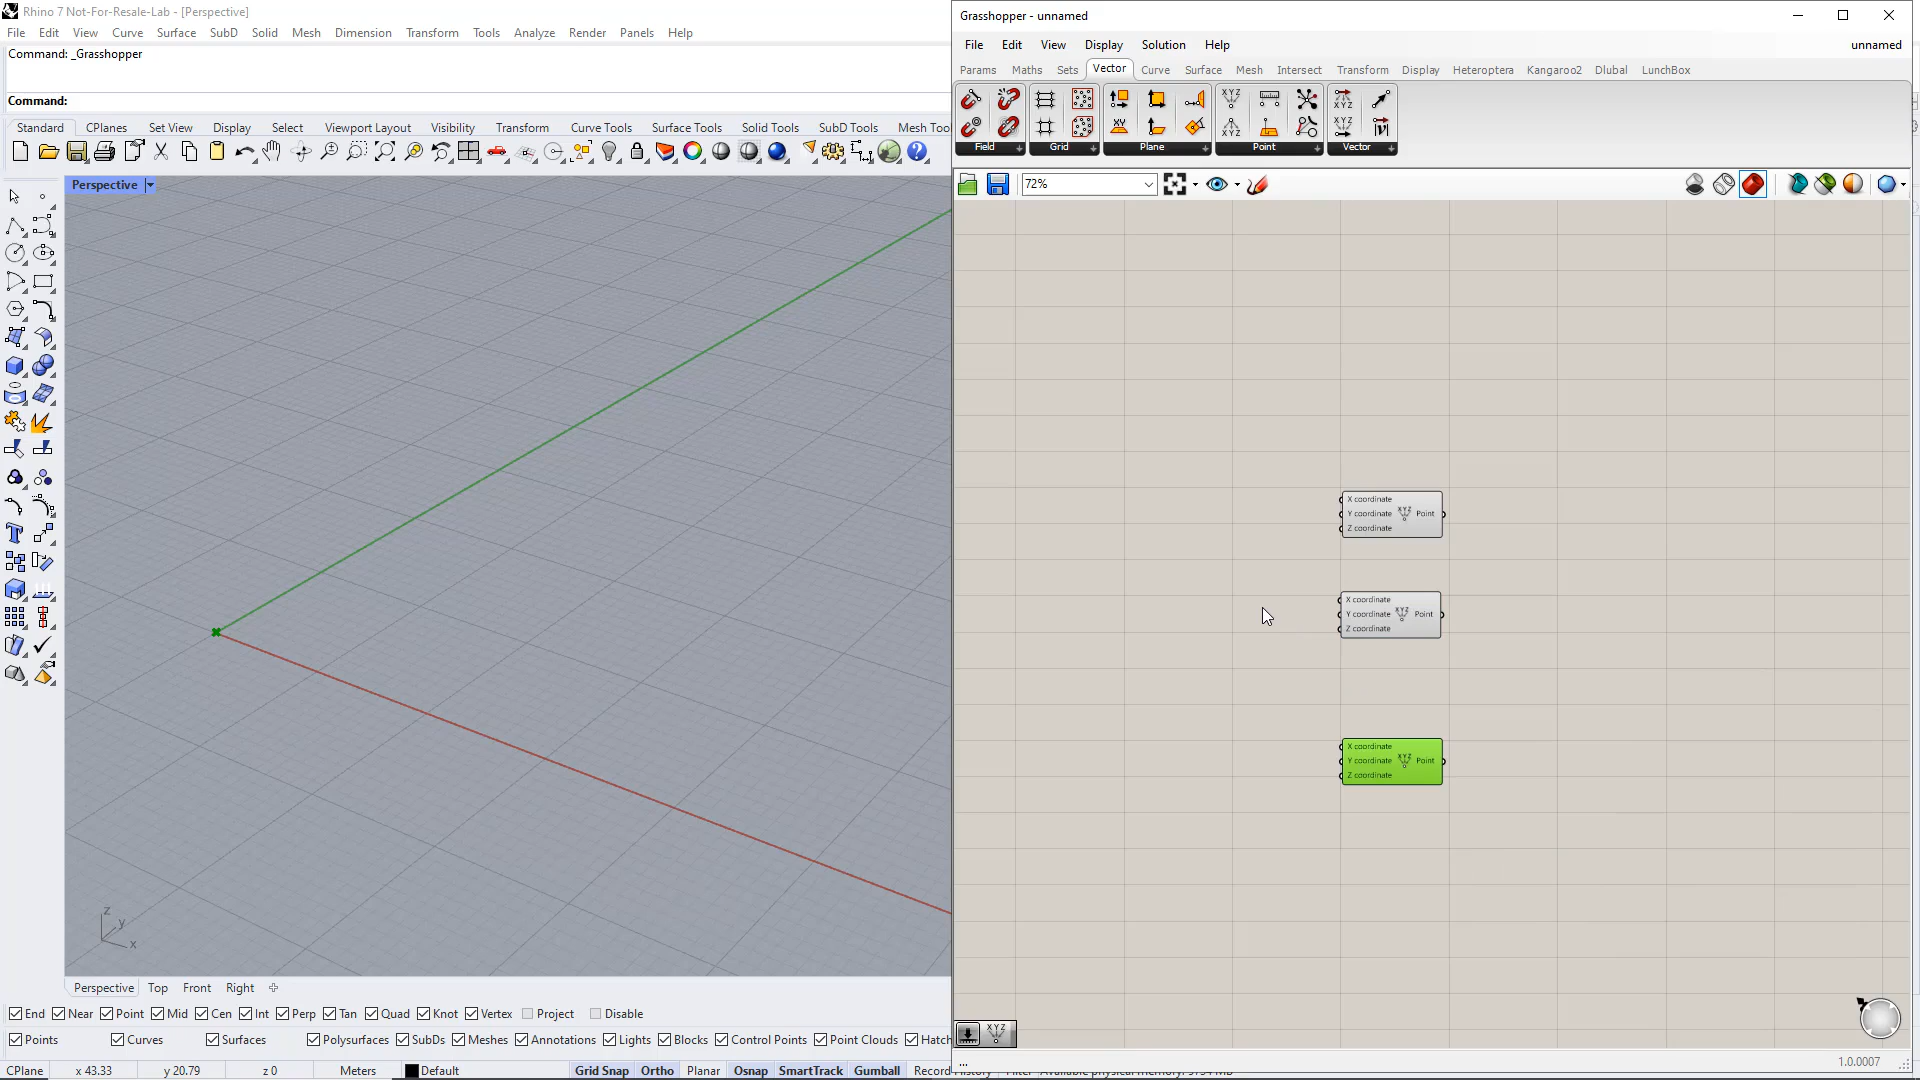 Rhino 7 Not-For-Resale-Lab - [Perspective]
File Edit View Curve Surface SubD Solid Mesh Dimension Transform Tools Analyze Render Panels Help
Command: _Grasshopper
Command:
Standard CPlanes Set View Display Select Viewport Layout Visibility Transform Curve Tools Surface Tools Solid Tools SubD Tools Mesh Too
Perspective
z
y
x
Perspective Top Front Right
End Near Point Mid Cen Int Perp Tan Quad Knot Vertex Project Disable
Points Curves Surfaces Polysurfaces SubDs Meshes Annotations Lights Blocks Control Points Point Clouds Hatch
CPlane x 43.33 y 20.79 z 0 Meters Default Grid Snap Ortho Planar Osnap SmartTrack Gumball Record
Grasshopper - unnamed
File Edit View Display Solution Help unnamed
Params Maths Sets Vector Curve Surface Mesh Intersect Transform Display Heteroptera Kangaroo2 Dlubal LunchBox
Field Grid Plane Point Vector
72%
X coordinate
Y coordinate XYZ Point
Z coordinate
X coordinate
Y coordinate XYZ Point
Z coordinate
X coordinate
Y coordinate XYZ Point
Z coordinate
XYZ
...
1.0.0007